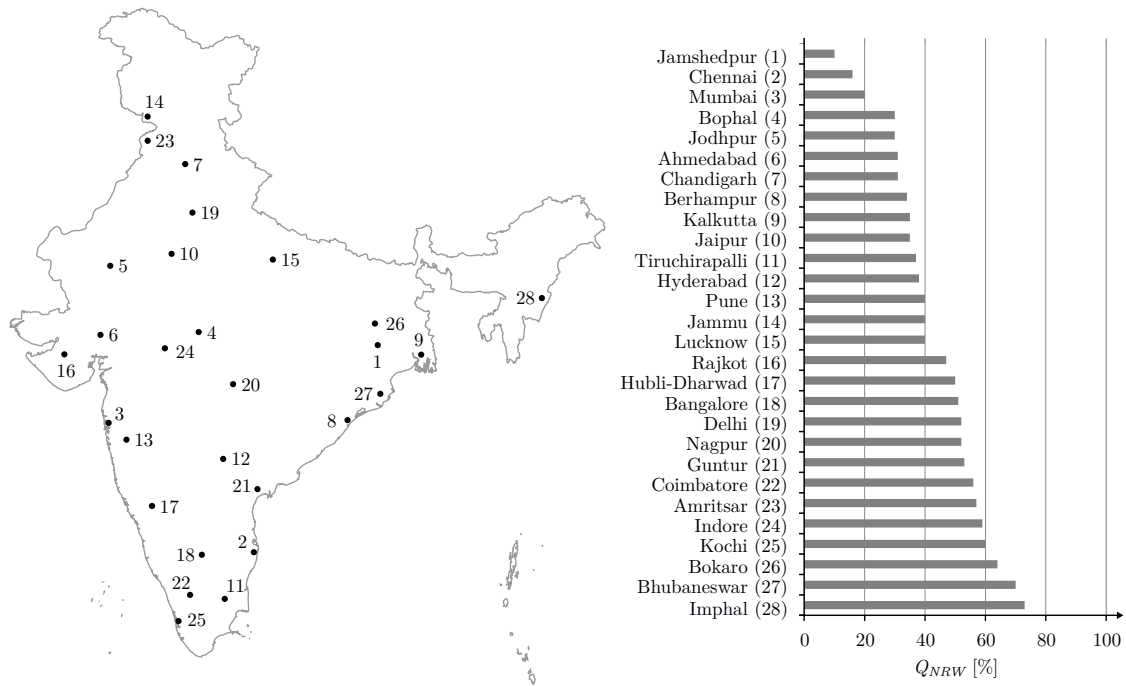 14
23
7
19
10
5
15
28
26
6
4
9
24
1
16
20
27
8
3
13
12
21
17
2
18
22
11
25
Jamshedpur (1)
Chennai (2)
Mumbai (3)
Bophal (4)
Jodhpur (5)
Ahmedabad (6)
Chandigarh (7)
Berhampur (8)
Kalkutta (9)
Jaipur (10)
Tiruchirapalli (11)
Hyderabad (12)
Pune (13)
Jammu (14)
Lucknow (15)
Rajkot (16)
Hubli-Dharwad (17)
Bangalore (18)
Delhi (19)
Nagpur (20)
Guntur (21)
Coimbatore (22)
Amritsar (23)
Indore (24)
Kochi (25)
Bokaro (26)
Bhubaneswar (27)
Imphal (28)
0 20 40 60 80 100
Q_NRW [%]